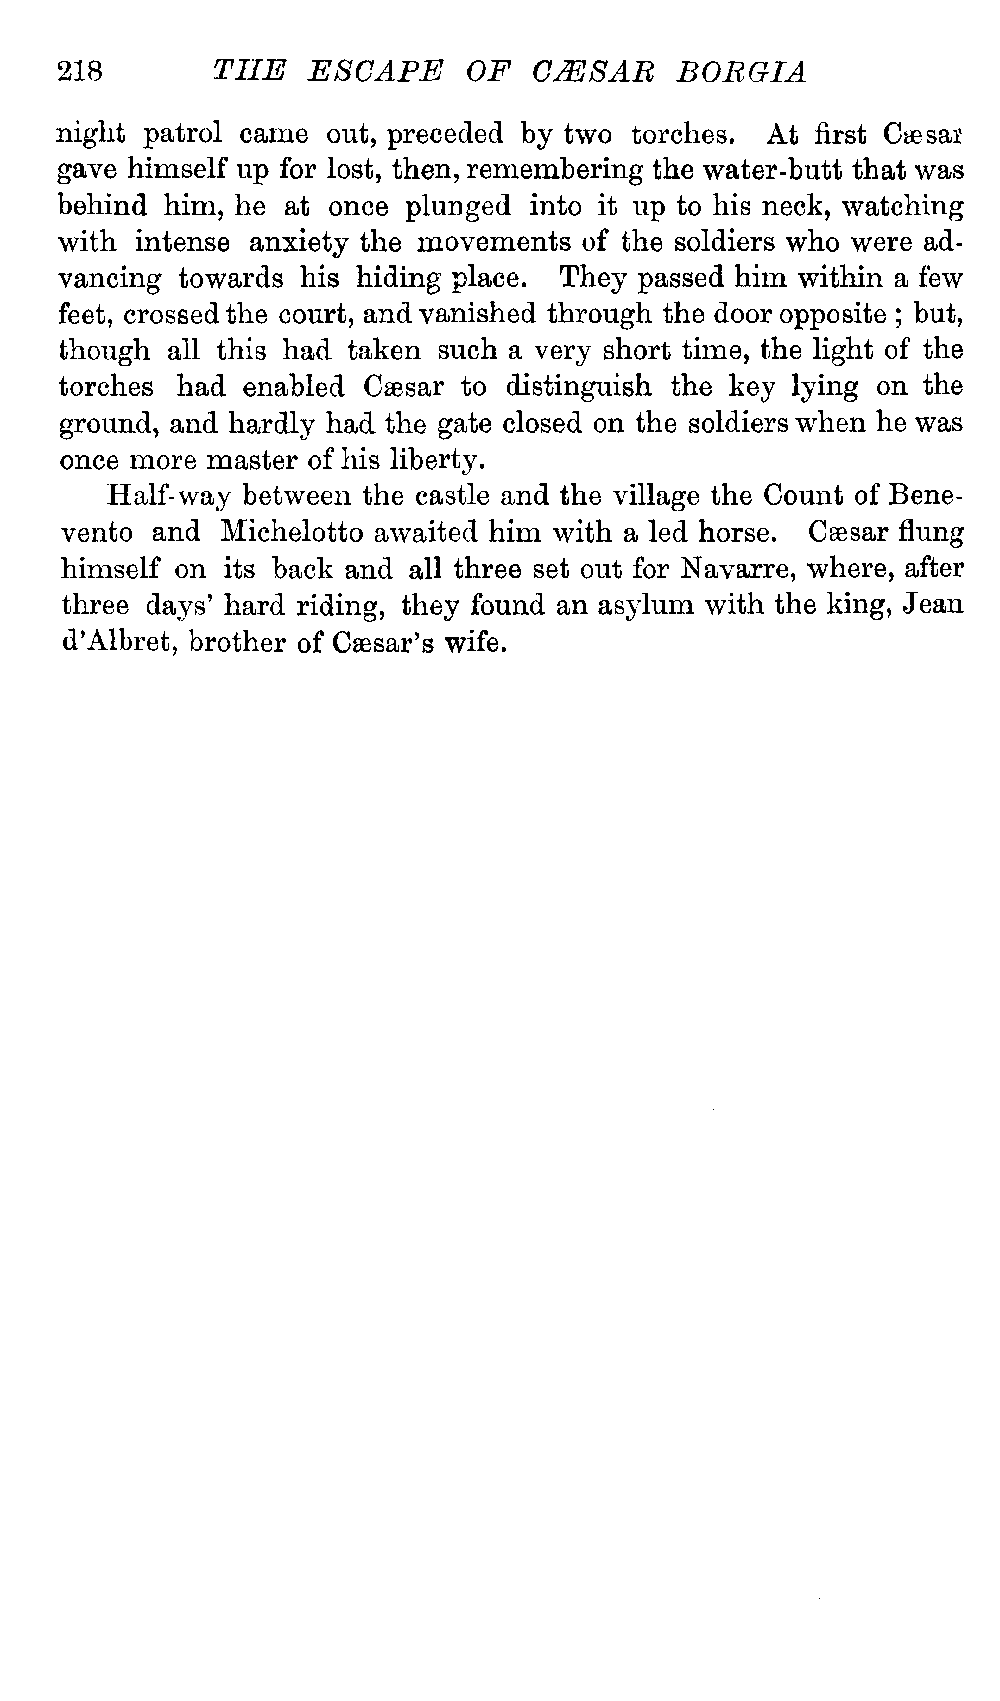 218 THE ESCAPE OF CÆSAR BORGIA
night patrol came out, preceded by two torches. At first Cæsar
gave himself up for lost, then, remembering the water-butt that was
behind him, he at once plunged into it up to his neck, watching
with intense anxiety the movements of the soldiers who were ad-
vancing towards his hiding place. They passed him within a few
feet, crossed the court, and vanished through the door opposite ; but,
though all this had taken such a very short time, the light of the
torches had enabled Cæsar to distinguish the key lying on the
ground, and hardly had the gate closed on the soldiers when he was
once more master of his liberty.
Half-way between the castle and the village the Count of Bene-
vento and Michelotto awaited him with a led horse. Cæsar flung
himself on its back and all three set out for Navarre, where, after
three days' hard riding, they found an asylum with the king, Jean
d'Albret, brother of Cæsar's wife.